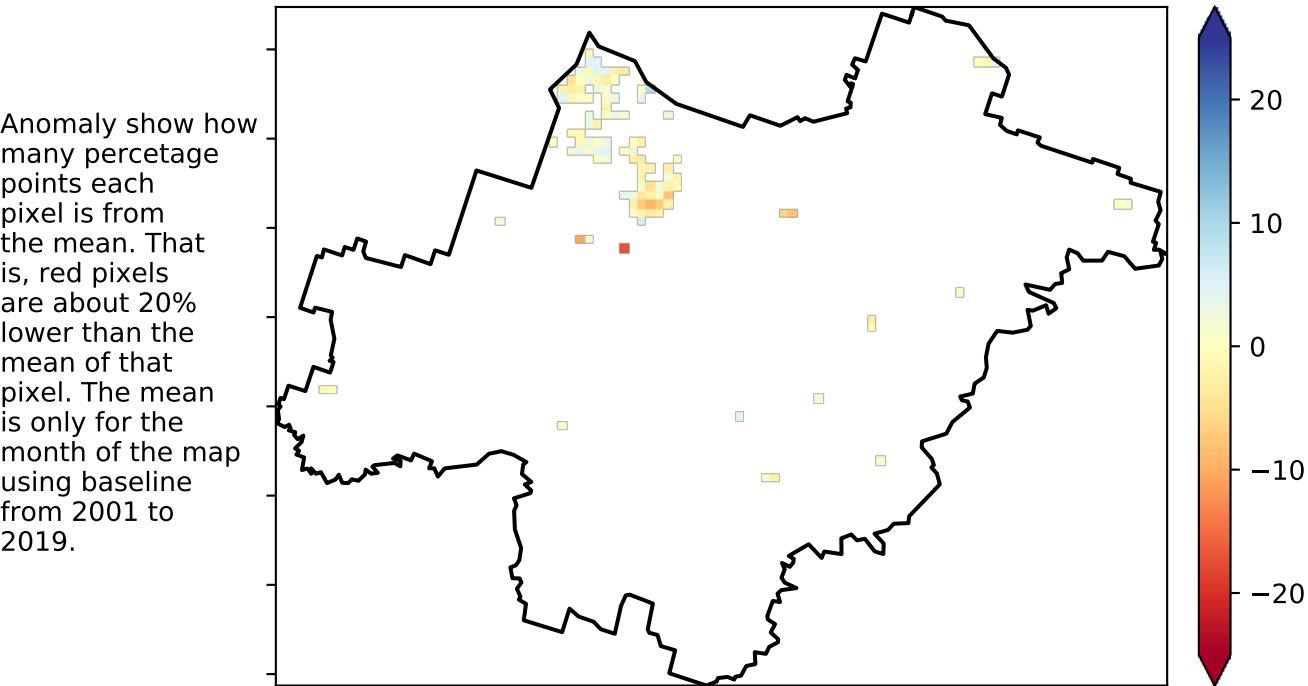 Anomaly show how
many percetage
points each
pixel is from
the mean. That
is, red pixels
are about 20%
lower than the
mean of that
pixel. The mean
is only for the
month of the map
using baseline
from 2001 to
2019.
20
10
0
−10
−20